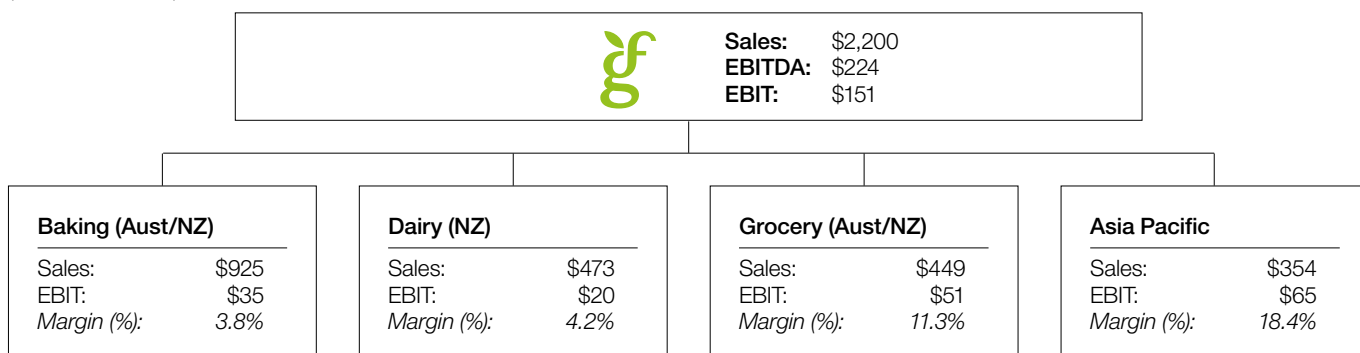 gf
Sales: $2,200
EBITDA: $224
EBIT: $151
Baking (Aust/NZ)
Sales: $925
EBIT: $35
Margin (%): 3.8%
Dairy (NZ)
Sales: $473
EBIT: $20
Margin (%): 4.2%
Grocery (Aust/NZ)
Sales: $449
EBIT: $51
Margin (%): 11.3%
Asia Pacific
Sales: $354
EBIT: $65
Margin (%): 18.4%